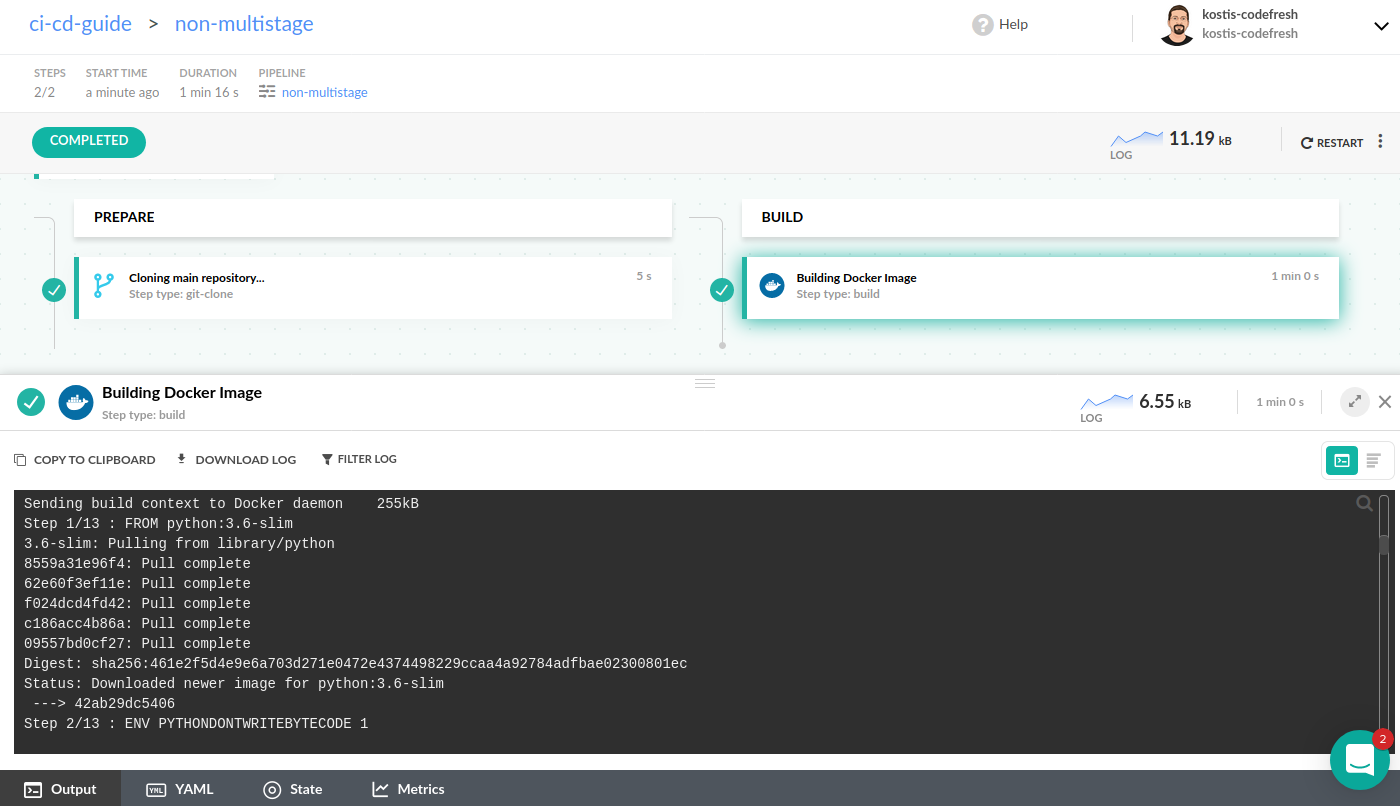 ci-cd-guide > non-multistage
? Help
kostis-codefresh
kostis-codefresh
STEPS START TIME DURATION PIPELINE
2/2 a minute ago 1 min 16 s non-multistage
COMPLETED
LOG 11.19 kB
RESTART
PREPARE
BUILD
Cloning main repository... 5 s
Step type: git-clone
Building Docker Image 1 min 0 s
Step type: build
Building Docker Image
Step type: build
LOG 6.55 kB
1 min 0 s
COPY TO CLIPBOARD DOWNLOAD LOG FILTER LOG
Sending build context to Docker daemon    255kB
Step 1/13 : FROM python:3.6-slim
3.6-slim: Pulling from library/python
8559a31e96f4: Pull complete
62e60f3ef11e: Pull complete
f024dcd4fd42: Pull complete
c186acc4b86a: Pull complete
09557bd0cf27: Pull complete
Digest: sha256:461e2f5d4e9e6a703d271e0472e4374498229ccaa4a92784adfbae02300801ec
Status: Downloaded newer image for python:3.6-slim
 ---> 42ab29dc5406
Step 2/13 : ENV PYTHONDONTWRITEBYTECODE 1
2
Output YML YAML State Metrics